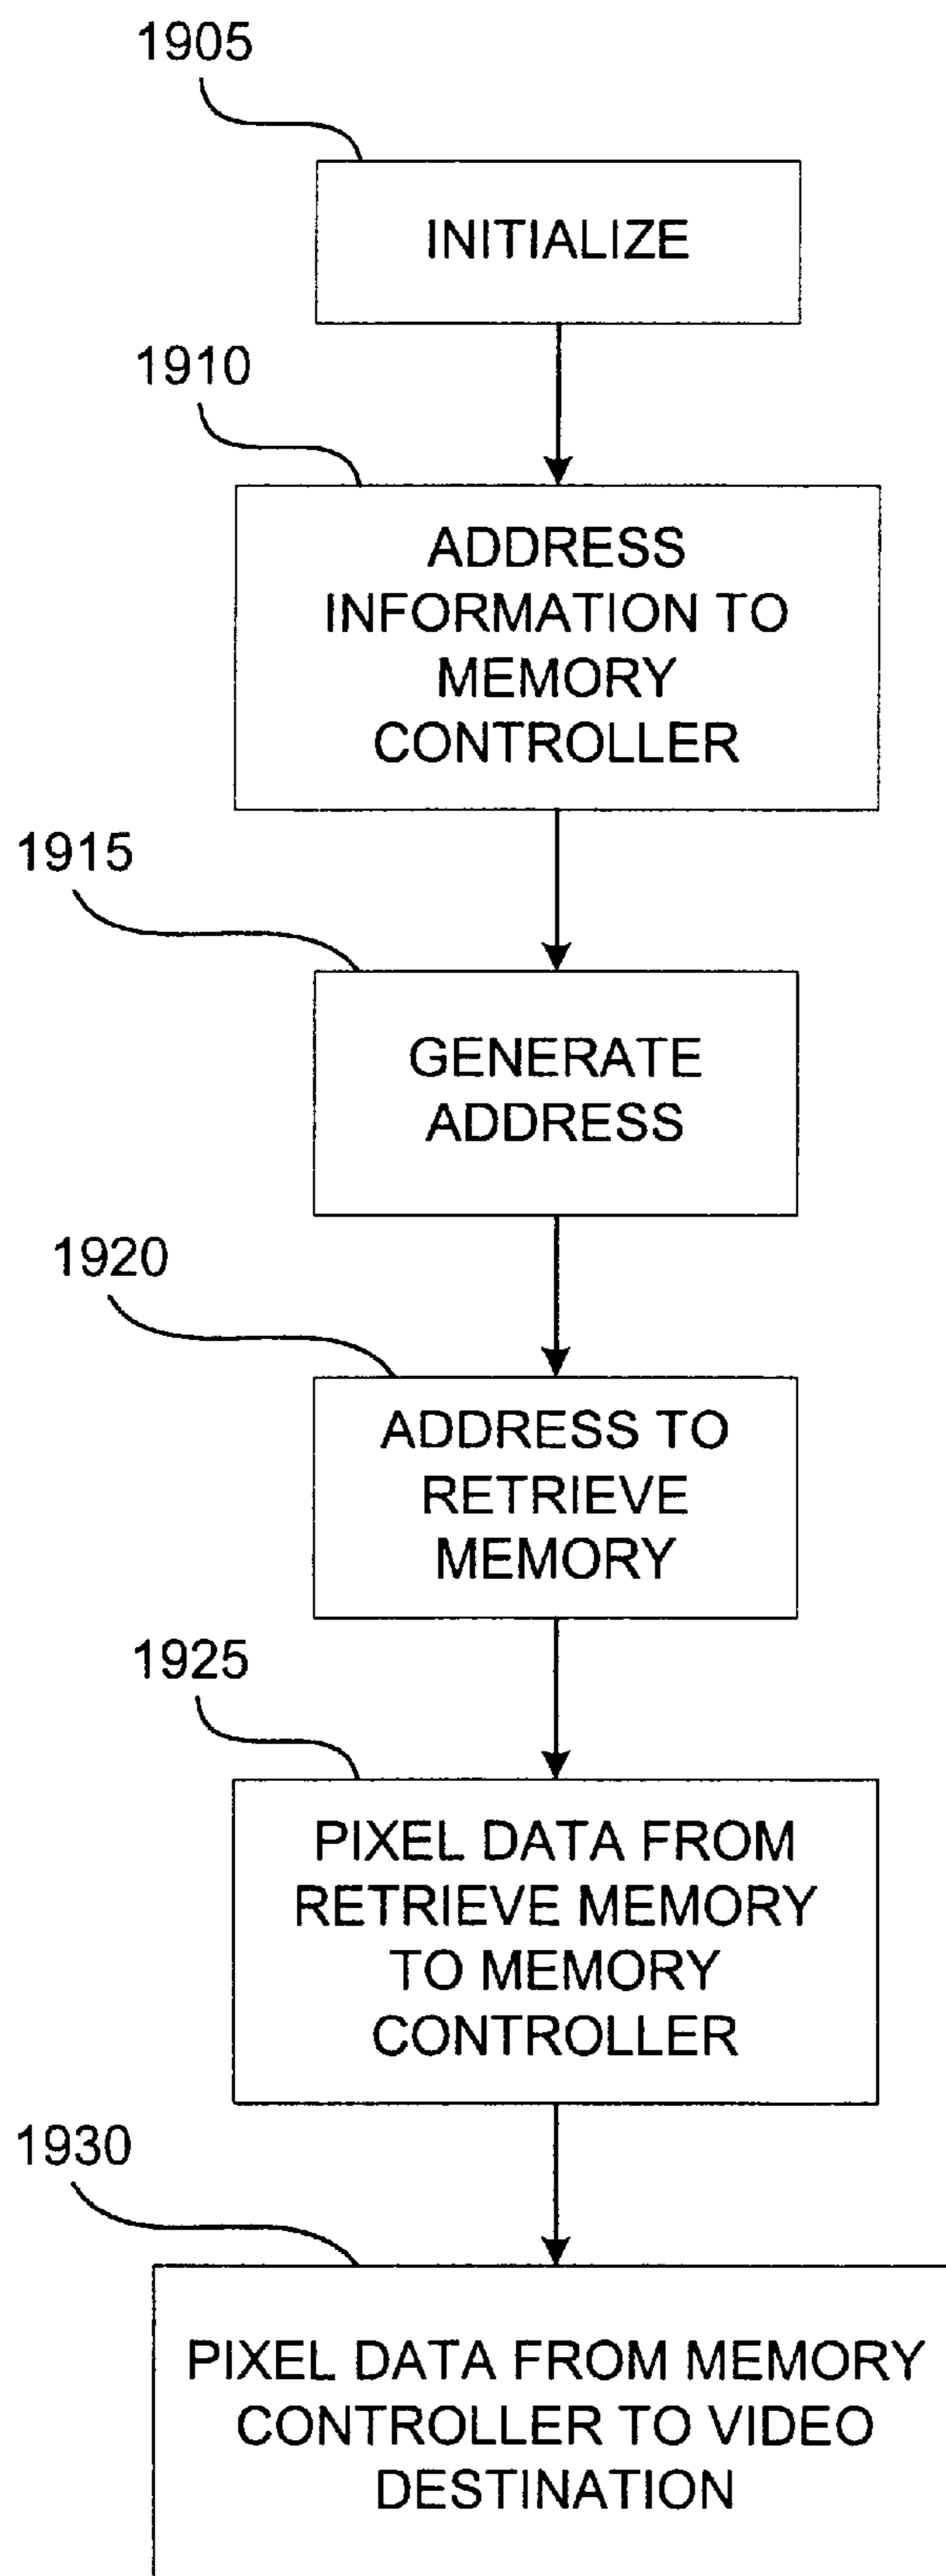 1905
INITIALIZE
1910
ADDRESS
INFORMATION TO
MEMORY
CONTROLLER
1915
GENERATE
ADDRESS
1920
ADDRESS TO
RETRIEVE
MEMORY
1925
PIXEL DATA FROM
RETRIEVE MEMORY
TO MEMORY
CONTROLLER
1930
PIXEL DATA FROM MEMORY
CONTROLLER TO VIDEO
DESTINATION